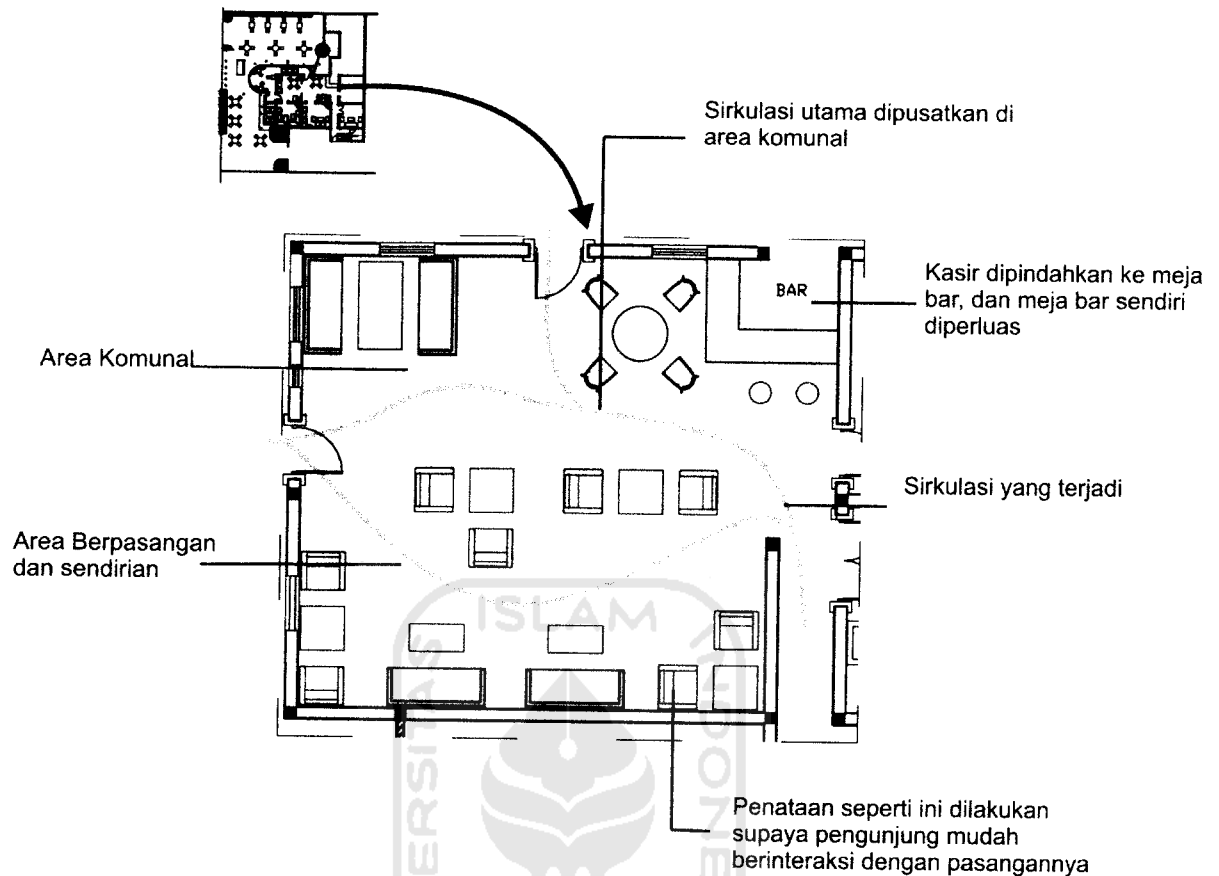 Sirkulasi utama dipusatkan di
area komunal
Kasir dipindahkan ke meja
bar, dan meja bar sendiri
diperluas
BAR
Area Komunal
Sirkulasi yang terjadi
Area Berpasangan
dan sendirian
ISLAM
Penataan seperti ini dilakukan
supaya pengunjung mudah
berinteraksi dengan pasangannya